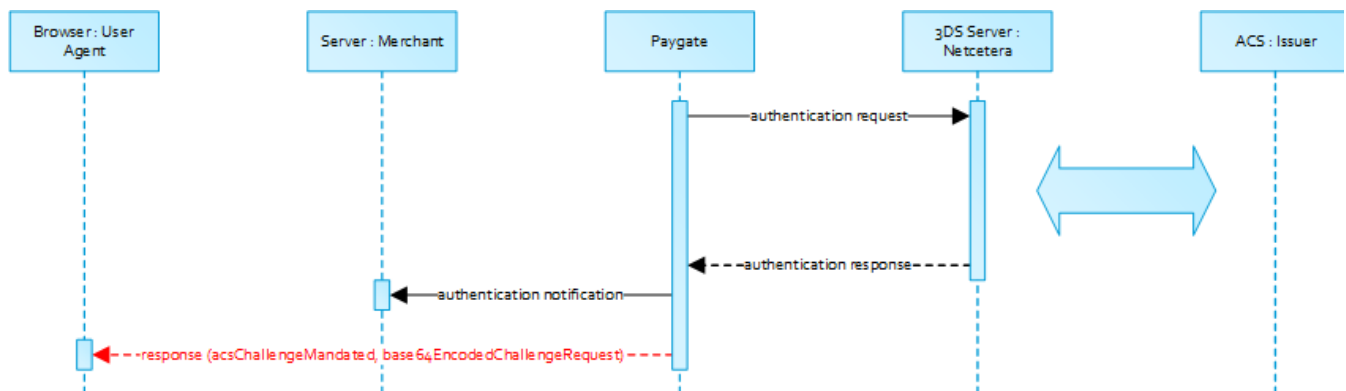 Browser : User
Agent
Server : Merchant
Paygate
3DS Server :
Netcetera
ACS : Issuer
authentication request
authentication response
authentication notification
response (acsChallengeMandated, base64EncodedChallengeRequest)